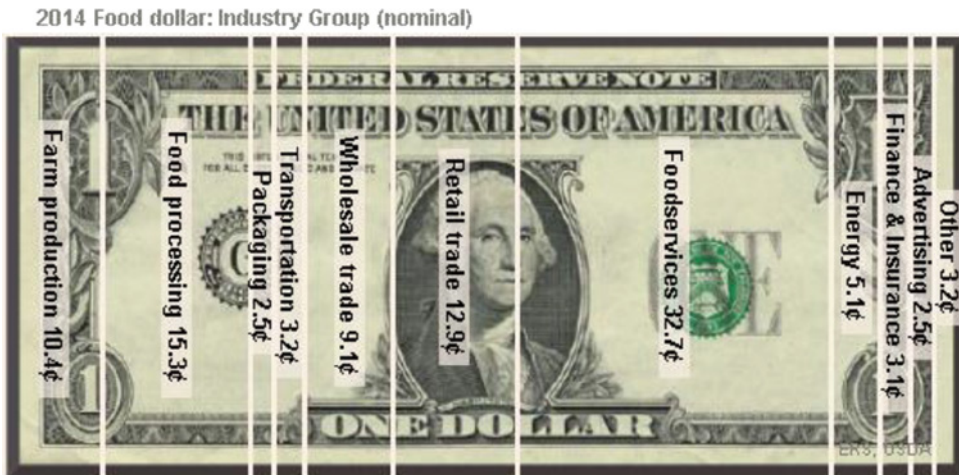 2014 Food dollar: Industry Group (nominal)
FEDERAL RESERVE NOTE
THE UNITED STATES OF AMERICA
Farm production 10.4¢
Food processing 15.3¢
Packaging 2.5¢
Transportation 3.2¢
Wholesale trade 9.1¢
Retail trade 12.9¢
Foodservices 32.7¢
Energy 5.1¢
Finance & Insurance 3.1¢
Advertising 2.5¢
Other 3.2¢
ONE DOLLAR
ERS, USDA